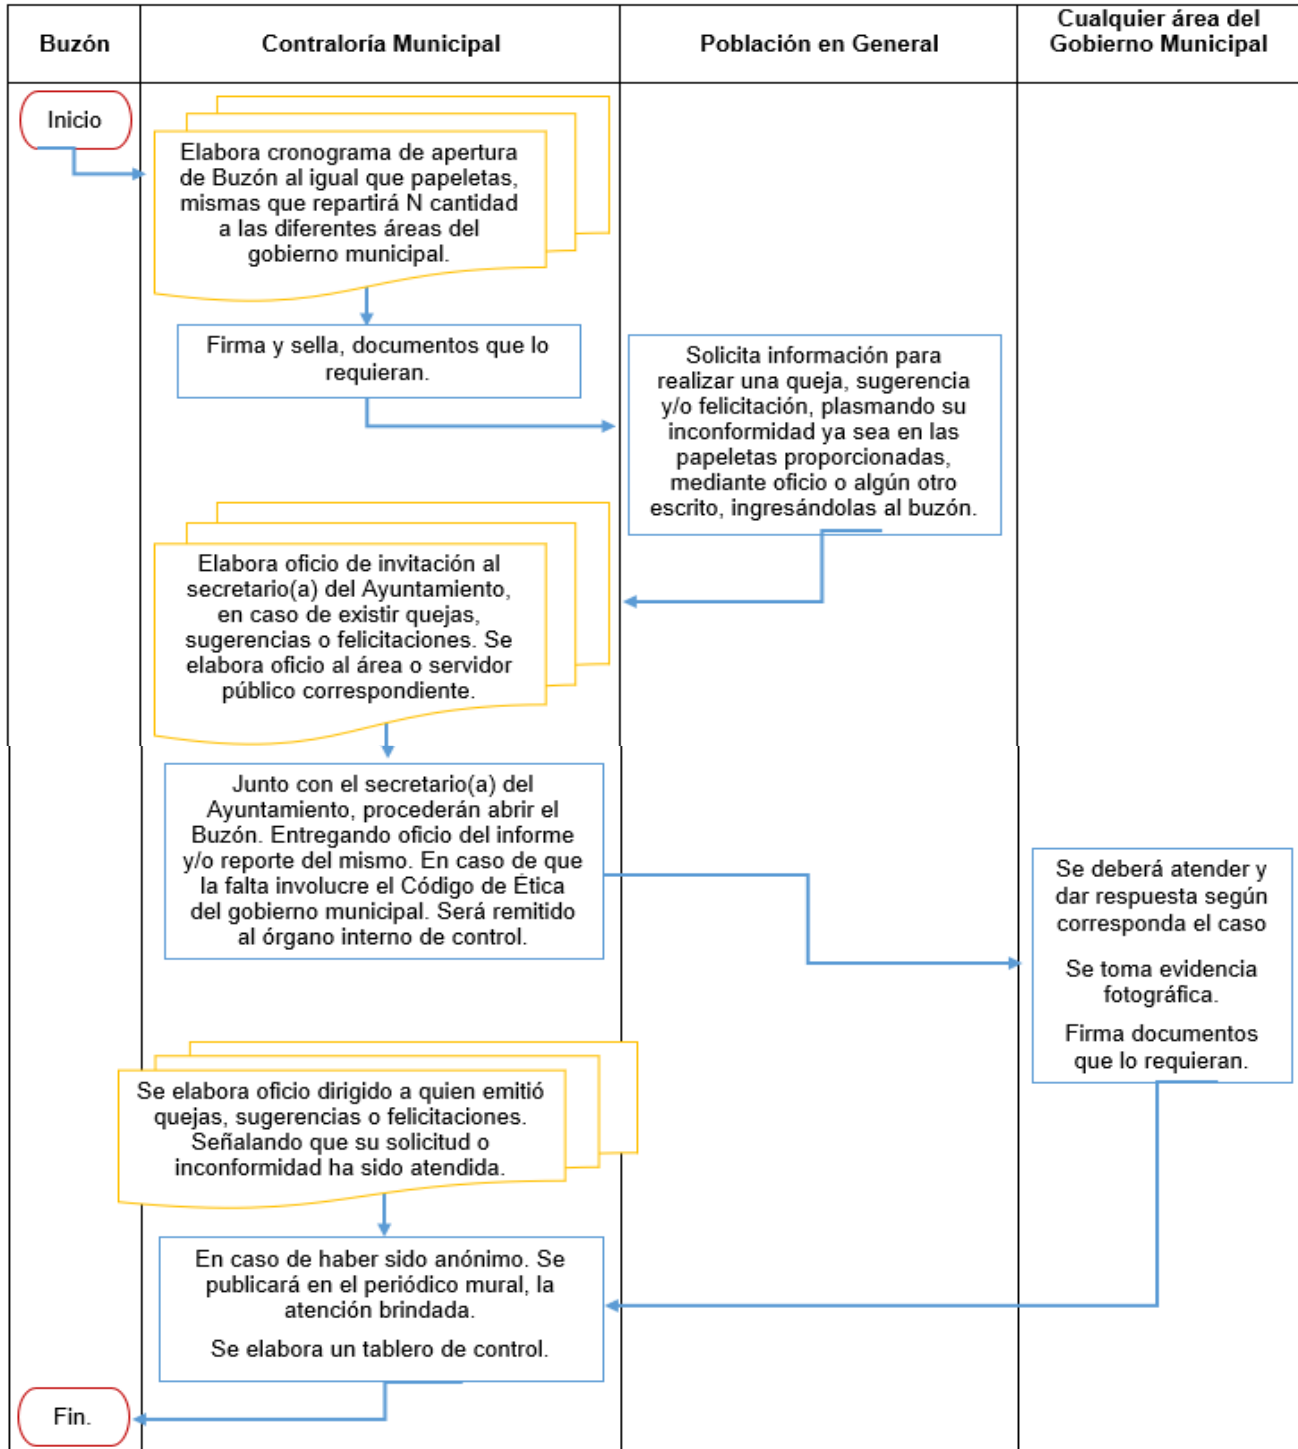 Buzón
Contraloría Municipal
Población en General
Cualquier área del
Gobierno Municipal
Inicio
Elabora cronograma de apertura
de Buzón al igual que papeletas,
mismas que repartirá N cantidad
a las diferentes áreas del
gobierno municipal.
Firma y sella, documentos que lo
requieran.
Solicita información para
realizar una queja, sugerencia
y/o felicitación, plasmando su
inconformidad ya sea en las
papeletas proporcionadas,
mediante oficio o algún otro
escrito, ingresándolas al buzón.
Elabora oficio de invitación al
secretario(a) del Ayuntamiento,
en caso de existir quejas,
sugerencias o felicitaciones. Se
elabora oficio al área o servidor
público correspondiente.
Junto con el secretario(a) del
Ayuntamiento, procederán abrir el
Buzón. Entregando oficio del informe
y/o reporte del mismo. En caso de que
la falta involucre el Código de Ética
del gobierno municipal. Será remitido
al órgano interno de control.
Se deberá atender y
dar respuesta según
corresponda el caso
Se toma evidencia
fotográfica.
Firma documentos
que lo requieran.
Se elabora oficio dirigido a quien emitió
quejas, sugerencias o felicitaciones.
Señalando que su solicitud o
inconformidad ha sido atendida.
En caso de haber sido anónimo. Se
publicará en el periódico mural, la
atención brindada.
Se elabora un tablero de control.
Fin.